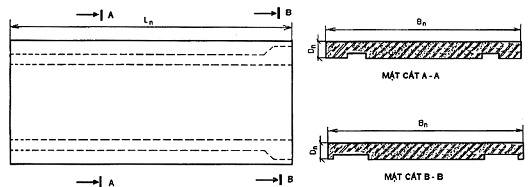 A
B
Lₙ
A
B
Bₙ
Dₙ
MẶT CẮT A - A
Bₙ
Dₙ
MẶT CẮT B - B